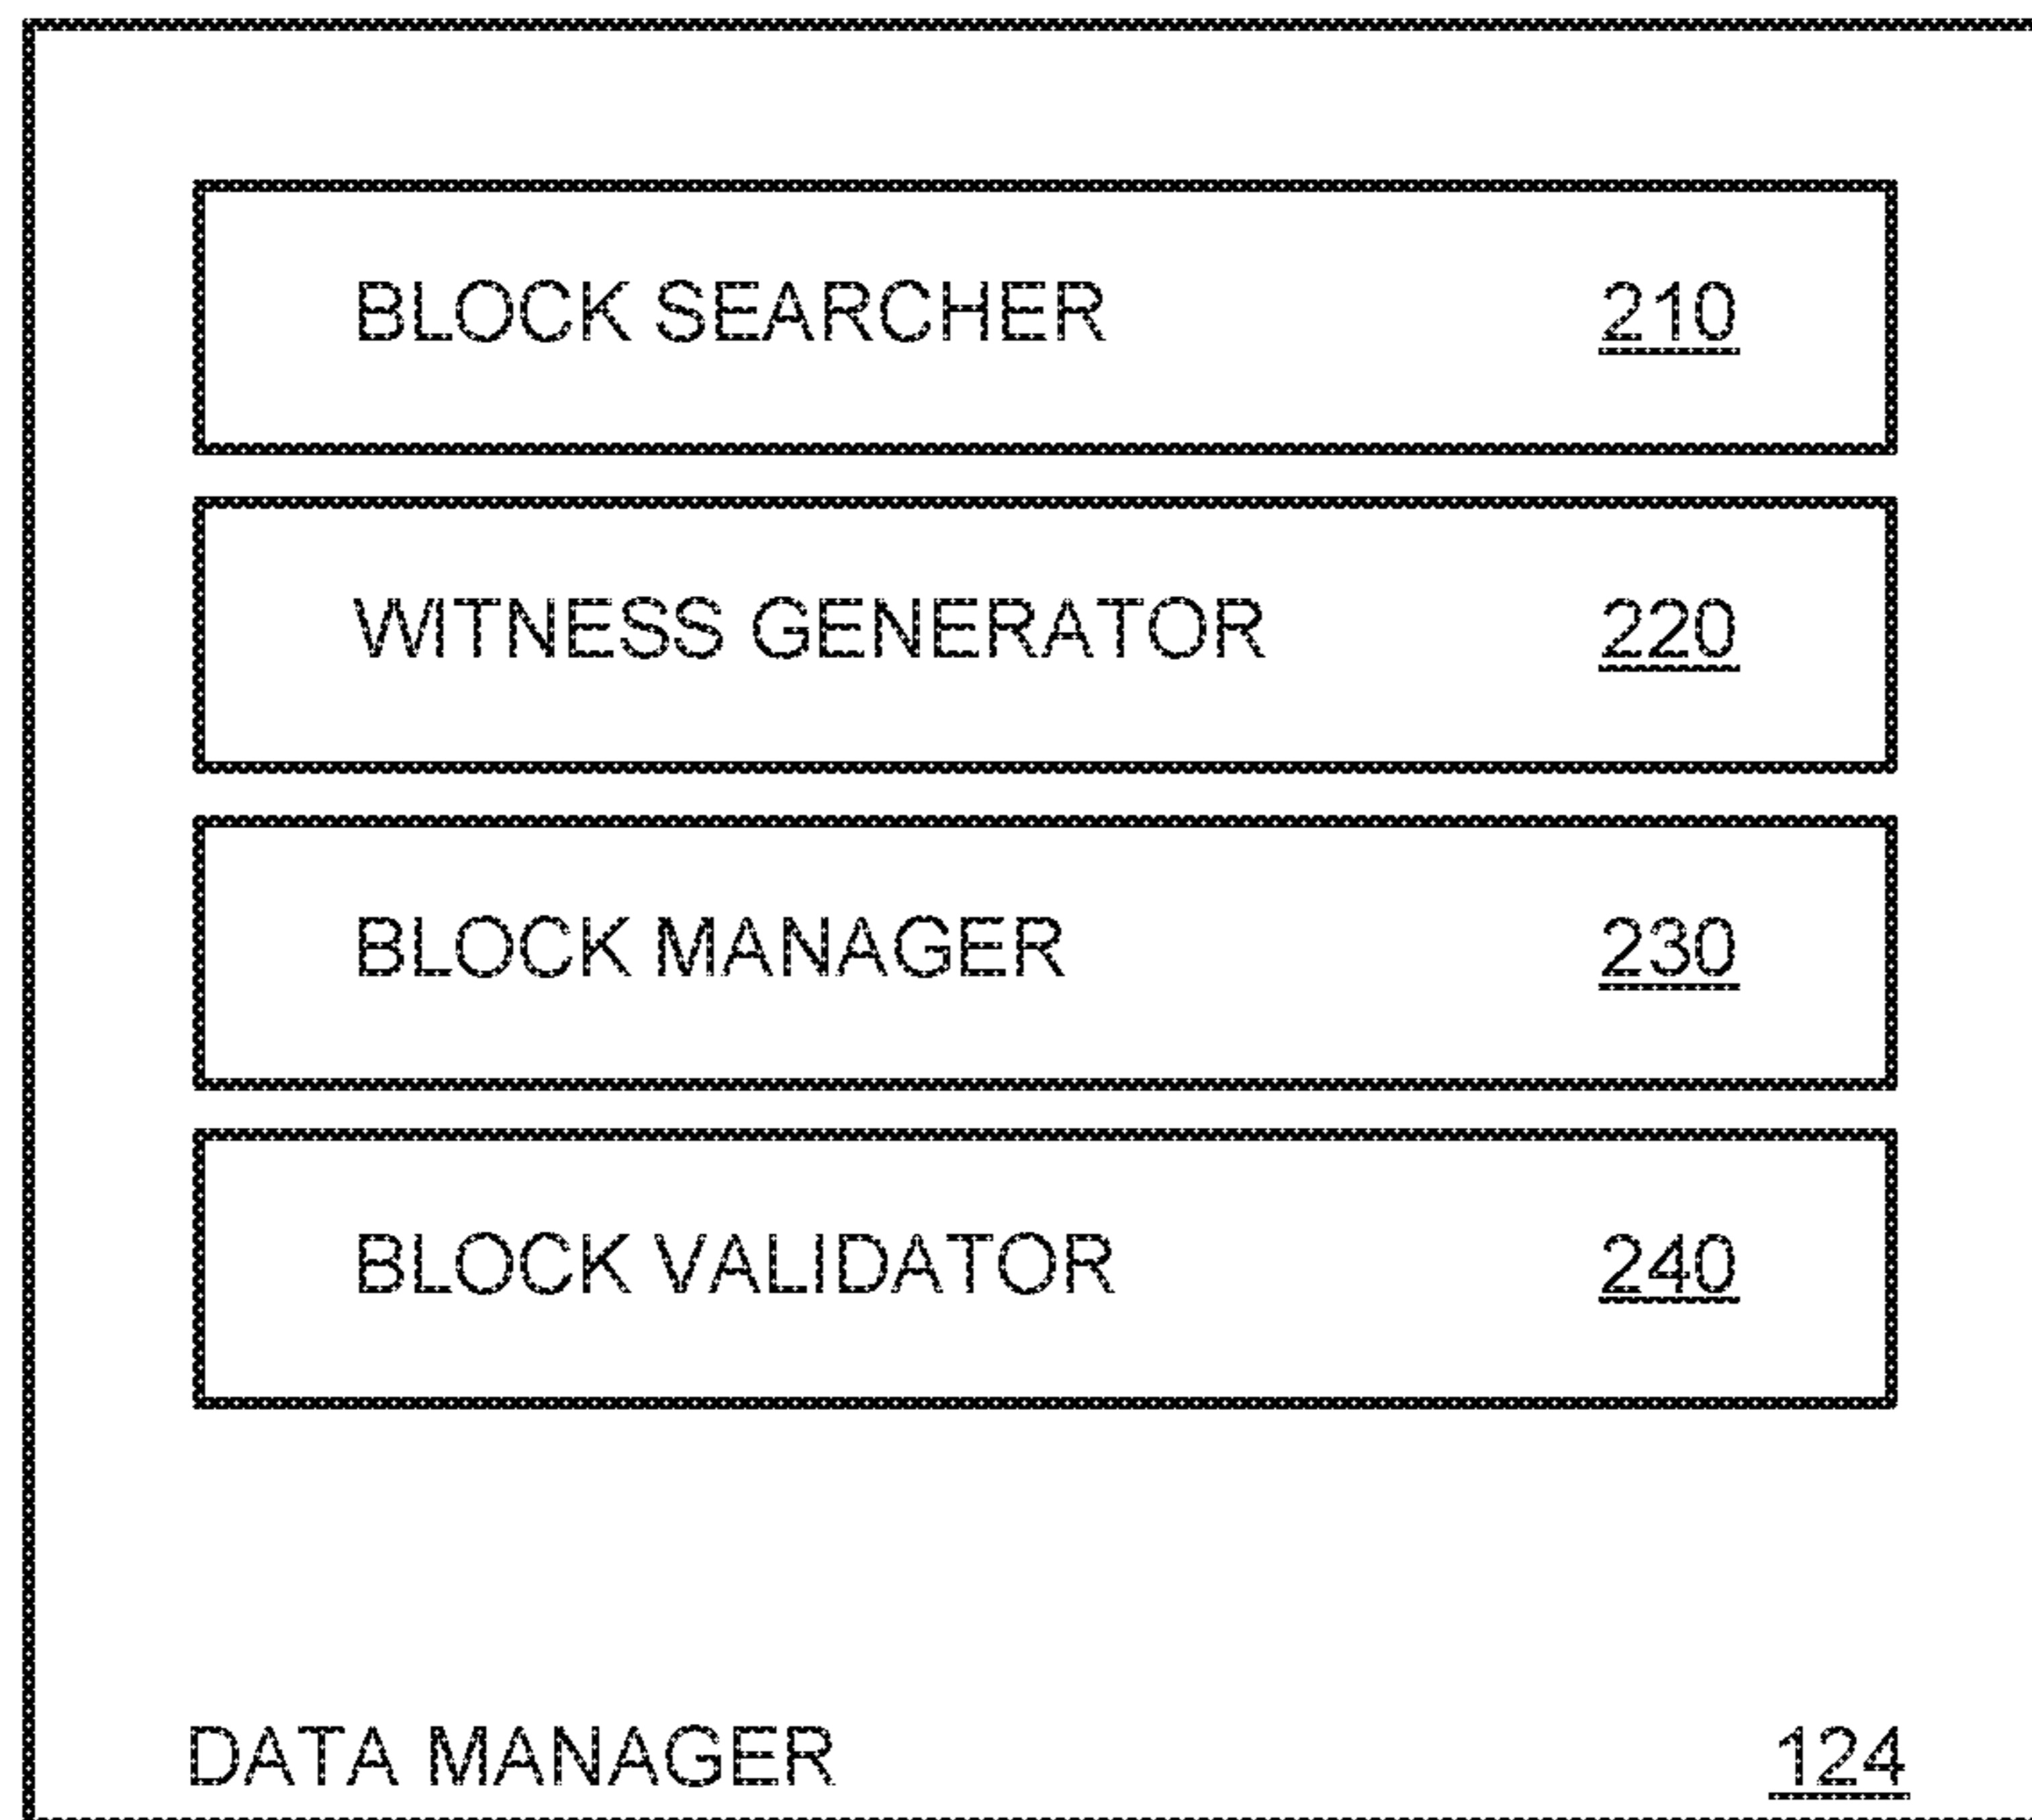 BLOCK SEARCHER 210
WITNESS GENERATOR 220
BLOCK MANAGER 230
BLOCK VALIDATOR 240
DATA MANAGER 124